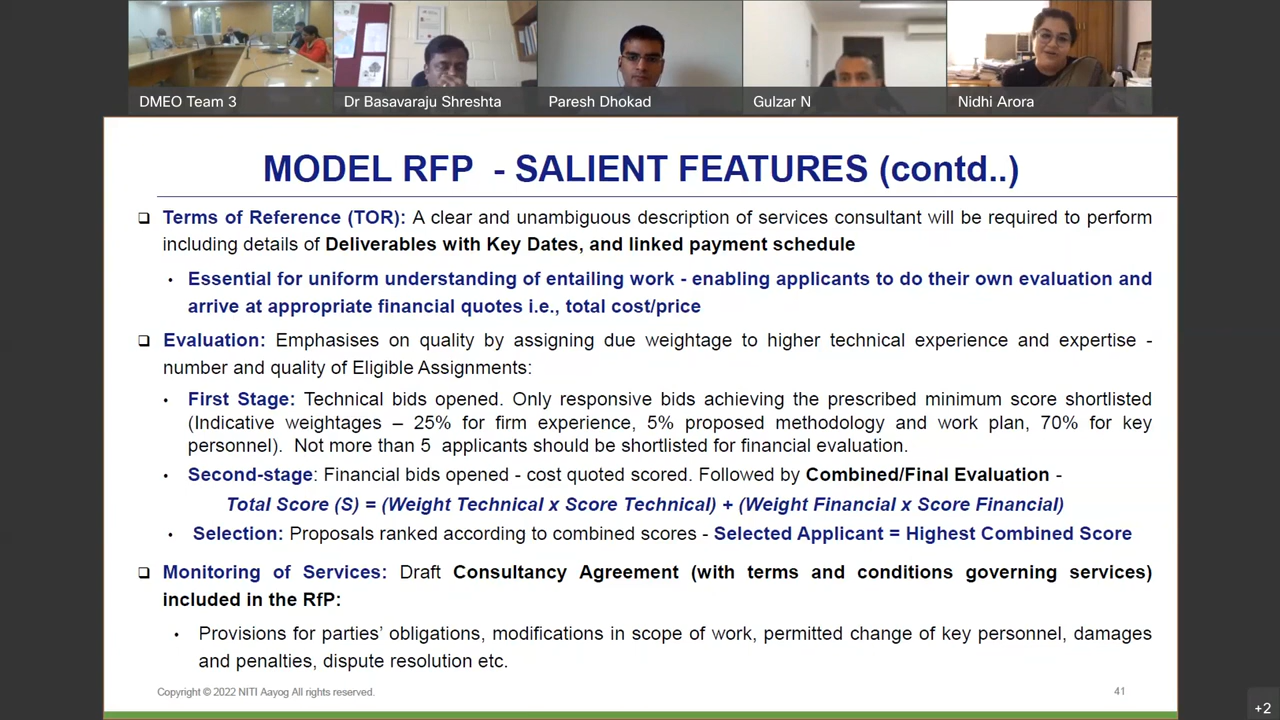 DMEO Team 3
Dr Basavaraju Shreshta
Paresh Dhokad
Gulzar N
Nidhi Arora
MODEL RFP - SALIENT FEATURES (contd..)
Terms of Reference (TOR): A clear and unambiguous description of services consultant will be required to perform
including details of Deliverables with Key Dates, and linked payment schedule
Essential for uniform understanding of entailing work - enabling applicants to do their own evaluation and
arrive at appropriate financial quotes i.e., total cost/price
Evaluation: Emphasises on quality by assigning due weightage to higher technical experience and expertise -
number and quality of Eligible Assignments:
First Stage: Technical bids opened. Only responsive bids achieving the prescribed minimum score shortlisted
(Indicative weightages – 25% for firm experience, 5% proposed methodology and work plan, 70% for key
personnel). Not more than 5 applicants should be shortlisted for financial evaluation.
Second-stage: Financial bids opened - cost quoted scored. Followed by Combined/Final Evaluation -
Total Score (S) = (Weight Technical x Score Technical) + (Weight Financial x Score Financial)
Selection: Proposals ranked according to combined scores - Selected Applicant = Highest Combined Score
Monitoring of Services: Draft Consultancy Agreement (with terms and conditions governing services)
included in the RfP:
Provisions for parties' obligations, modifications in scope of work, permitted change of key personnel, damages
and penalties, dispute resolution etc.
Copyright © 2022 NITI Aayog All rights reserved.
41
+2